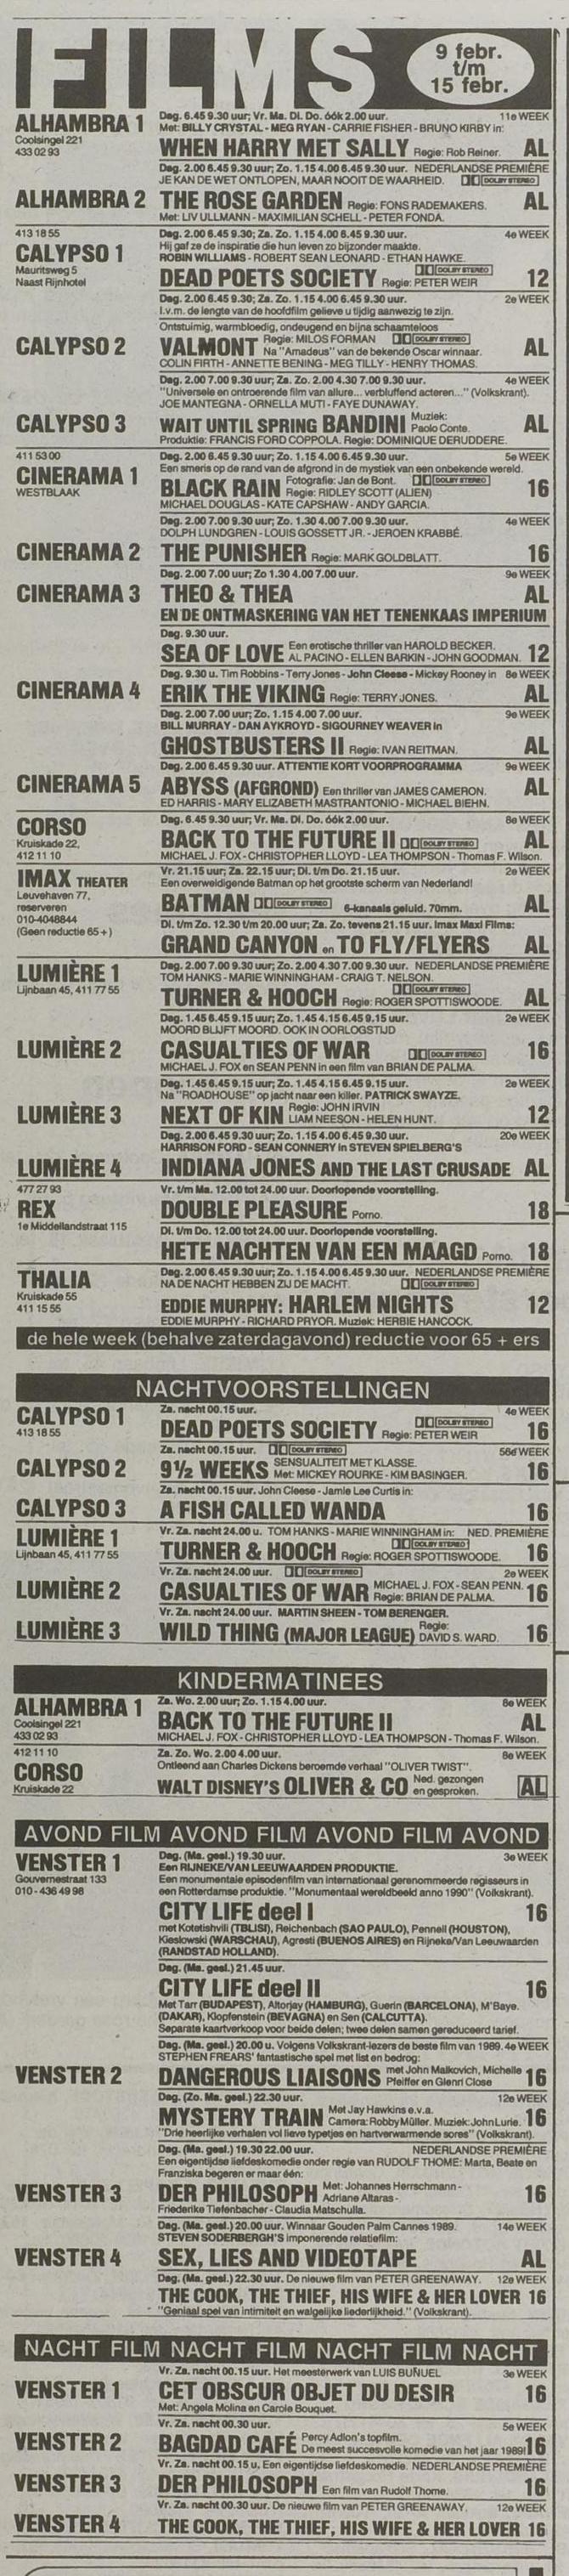 FILMS
9 febr.
t/m
15 febr.
ALHAMBRA 1
Coolsingel 221
433 02 93
Dag. 6.45 9.30 uur; Vr. Ma. Di. Do. óók 2.00 uur. 11e WEEK
Met: BILLY CRYSTAL - MEG RYAN - CARRIE FISHER - BRUNO KIRBY in:
WHEN HARRY MET SALLY Regie: Rob Reiner. AL
ALHAMBRA 2
Dag. 2.00 6.45 9.30 uur; Zo. 1.15 4.00 6.45 9.30 uur. NEDERLANDSE PREMIÈRE
JE KAN DE WET ONTLOPEN, MAAR NOOIT DE WAARHEID. DOLBY STEREO
THE ROSE GARDEN Regie: FONS RADEMAKERS. AL
Met: LIV ULLMANN - MAXIMILIAN SCHELL - PETER FONDA.
413 18 55
CALYPSO 1
Mauritsweg 5
Naast Rijnhotel
Dag. 2.00 6.45 9.30; Za. Zo. 1.15 4.00 6.45 9.30 uur. 4e WEEK
Hij gaf ze de inspiratie die hun leven zo bijzonder maakte.
ROBIN WILLIAMS - ROBERT SEAN LEONARD - ETHAN HAWKE.
DEAD POETS SOCIETY DOLBY STEREO Regie: PETER WEIR 12
CALYPSO 2
Dag. 2.00 6.45 9.30; Za. Zo. 1.15 4.00 6.45 9.30 uur. 2e WEEK
I.v.m. de lengte van de hoofdfilm gelieve u tijdig aanwezig te zijn.
Ontstuimig, warmbloedig, ondeugend en bijna schaamteloos
VALMONT Regie: MILOS FORMAN DOLBY STEREO
Na "Amadeus" van de bekende Oscar winnaar. AL
COLIN FIRTH - ANNETTE BENING - MEG TILLY - HENRY THOMAS.
CALYPSO 3
Dag. 2.00 7.00 9.30 uur; Za. Zo. 2.00 4.30 7.00 9.30 uur. 4e WEEK
"Universele en ontroerende film van allure... verbluffend acteren..." (Volkskrant).
JOE MANTEGNA - ORNELLA MUTI - FAYE DUNAWAY.
WAIT UNTIL SPRING BANDINI Muziek: Paolo Conte. AL
Produktie: FRANCIS FORD COPPOLA. Regie: DOMINIQUE DERUDDERE.
411 53 00
CINERAMA 1
WESTBLAAK
Dag. 2.00 6.45 9.30 uur; Zo. 1.15 4.00 6.45 9.30 uur. 5e WEEK
Een smeris op de rand van de afgrond in de mystiek van een onbekende wereld.
BLACK RAIN Fotografie: Jan de Bont. DOLBY STEREO
Regie: RIDLEY SCOTT (ALIEN) 16
MICHAEL DOUGLAS - KATE CAPSHAW - ANDY GARCIA.
CINERAMA 2
Dag. 2.00 7.00 9.30 uur; Zo. 1.30 4.00 7.00 9.30 uur. 4e WEEK
DOLPH LUNDGREN - LOUIS GOSSETT JR. - JEROEN KRABBÉ.
THE PUNISHER Regie: MARK GOLDBLATT. 16
CINERAMA 3
Dag. 2.00 7.00 uur; Zo 1.30 4.00 7.00 uur. 9e WEEK
THEO & THEA AL
EN DE ONTMASKERING VAN HET TENENKAAS IMPERIUM
Dag. 9.30 uur.
SEA OF LOVE Een erotische thriller van HAROLD BECKER.
AL PACINO - ELLEN BARKIN - JOHN GOODMAN. 12
CINERAMA 4
Dag. 9.30 u. Tim Robbins - Terry Jones - John Cleese - Mickey Rooney in 8e WEEK
ERIK THE VIKING Regie: TERRY JONES. AL
Dag. 2.00 7.00 uur; Zo. 1.15 4.00 7.00 uur. 9e WEEK
BILL MURRAY - DAN AYKROYD - SIGOURNEY WEAVER in
GHOSTBUSTERS II Regie: IVAN REITMAN. AL
CINERAMA 5
Dag. 2.00 6.45 9.30 uur. ATTENTIE KORT VOORPROGRAMMA 9e WEEK
ABYSS (AFGROND) Een thriller van JAMES CAMERON. AL
ED HARRIS - MARY ELIZABETH MASTRANTONIO - MICHAEL BIEHN.
CORSO
Kruiskade 22,
412 11 10
Dag. 6.45 9.30 uur; Vr. Ma. Di. Do. óók 2.00 uur. 8e WEEK
BACK TO THE FUTURE II DOLBY STEREO AL
MICHAEL J. FOX - CHRISTOPHER LLOYD - LEA THOMPSON - Thomas F. Wilson.
IMAX THEATER
Leuvehaven 77,
reserveren
010-4048844
(Geen reductie 65+)
Vr. 21.15 uur; Za. 22.15 uur; Di. t/m Do. 21.15 uur. 2e WEEK
Een overweldigende Batman op het grootste scherm van Nederland!
BATMAN DOLBY STEREO 6-kanaals geluid. 70mm. AL
Di. t/m Zo. 12.30 t/m 20.00 uur; Za. Zo. tevens 21.15 uur. Imax Maxi Films:
GRAND CANYON en TO FLY/FLYERS AL
LUMIÈRE 1
Lijnbaan 45, 411 77 55
Dag. 2.00 7.00 9.30 uur; Zo. 2.00 4.30 7.00 9.30 uur. NEDERLANDSE PREMIÈRE
TOM HANKS - MARIE WINNINGHAM - CRAIG T. NELSON.
TURNER & HOOCH DOLBY STEREO Regie: ROGER SPOTTISWOODE. AL
LUMIÈRE 2
Dag. 1.45 6.45 9.15 uur; Zo. 1.45 4.15 6.45 9.15 uur. 2e WEEK
MOORD BLIJFT MOORD. OOK IN OORLOGSTIJD
CASUALTIES OF WAR DOLBY STEREO 16
MICHAEL J. FOX en SEAN PENN in een film van BRIAN DE PALMA.
LUMIÈRE 3
Dag. 1.45 6.45 9.15 uur; Zo. 1.45 4.15 6.45 9.15 uur. 2e WEEK
Na "ROADHOUSE" op jacht naar een killer. PATRICK SWAYZE.
NEXT OF KIN Regie: JOHN IRVIN
LIAM NEESON - HELEN HUNT. 12
LUMIÈRE 4
Dag. 2.00 6.45 9.30 uur; Zo. 1.15 4.00 6.45 9.30 uur. 20e WEEK
HARRISON FORD - SEAN CONNERY in STEVEN SPIELBERG'S
INDIANA JONES AND THE LAST CRUSADE AL
477 27 93
REX
1e Middellandstraat 115
Vr. t/m Ma. 12.00 tot 24.00 uur. Doorlopende voorstelling.
DOUBLE PLEASURE Porno. 18
Di. t/m Do. 12.00 tot 24.00 uur. Doorlopende voorstelling.
HETE NACHTEN VAN EEN MAAGD Porno. 18
THALIA
Kruiskade 55
411 15 55
Dag. 2.00 6.45 9.30 uur; Zo. 1.15 4.00 6.45 9.30 uur. NEDERLANDSE PREMIÈRE
NA DE NACHT HEBBEN ZIJ DE MACHT. DOLBY STEREO
EDDIE MURPHY: HARLEM NIGHTS 12
EDDIE MURPHY - RICHARD PRYOR. Muziek: HERBIE HANCOCK.
de hele week (behalve zaterdagavond) reductie voor 65 + ers
NACHTVOORSTELLINGEN
CALYPSO 1
413 18 55
Za. nacht 00.15 uur. 4e WEEK
DEAD POETS SOCIETY DOLBY STEREO Regie: PETER WEIR 16
CALYPSO 2
Za. nacht 00.15 uur. DOLBY STEREO 56e WEEK
9½ WEEKS SENSUALITEIT MET KLASSE.
Met: MICKEY ROURKE - KIM BASINGER. 16
CALYPSO 3
Za. nacht 00.15 uur. John Cleese - Jamie Lee Curtis in:
A FISH CALLED WANDA 16
LUMIÈRE 1
Lijnbaan 45, 411 77 55
Vr. Za. nacht 24.00 u. TOM HANKS - MARIE WINNINGHAM in: NED. PREMIÈRE
TURNER & HOOCH DOLBY STEREO Regie: ROGER SPOTTISWOODE. 16
LUMIÈRE 2
Vr. Za. nacht 24.00 uur. DOLBY STEREO 2e WEEK
CASUALTIES OF WAR MICHAEL J. FOX - SEAN PENN.
Regie: BRIAN DE PALMA. 16
LUMIÈRE 3
Vr. Za. nacht 24.00 uur. MARTIN SHEEN - TOM BERENGER.
WILD THING (MAJOR LEAGUE) Regie: DAVID S. WARD. 16
KINDERMATINEES
ALHAMBRA 1
Coolsingel 221
433 02 93
Za. Wo. 2.00 uur; Zo. 1.15 4.00 uur. 8e WEEK
BACK TO THE FUTURE II AL
MICHAEL J. FOX - CHRISTOPHER LLOYD - LEA THOMPSON - Thomas F. Wilson.
412 11 10
CORSO
Kruiskade 22
Za. Zo. Wo. 2.00 4.00 uur. 8e WEEK
Ontleend aan Charles Dickens beroemde verhaal "OLIVER TWIST".
WALT DISNEY'S OLIVER & CO Ned. gezongen en gesproken. AL
AVOND FILM AVOND FILM AVOND FILM AVOND
VENSTER 1
Gouvernestraat 133
010 - 436 49 98
Dag. (Ma. gesl.) 19.30 uur. 3e WEEK
Een RIJNEKE/VAN LEEUWAARDEN PRODUKTIE.
Een monumentale episodenfilm van internationaal gerenommeerde regisseurs in
een Rotterdamse produktie. "Monumentaal wereldbeeld anno 1990" (Volkskrant).
CITY LIFE deel I 16
met Kotetishvili (TBLISI), Reichenbach (SAO PAULO), Pennell (HOUSTON),
Kieslowski (WARSCHAU), Agresti (BUENOS AIRES) en Rijneke/Van Leeuwaarden
(RANDSTAD HOLLAND).
Dag. (Ma. gesl.) 21.45 uur.
CITY LIFE deel II 16
Met Tarr (BUDAPEST), Altorjay (HAMBURG), Guerin (BARCELONA), M'Baye.
(DAKAR), Klopfenstein (BEVAGNA) en Sen (CALCUTTA).
Separate kaartverkoop voor beide delen; twee delen samen gereduceerd tarief.
VENSTER 2
Dag. (Ma. gesl.) 20.00 u. Volgens Volkskrant-lezers de beste film van 1989. 4e WEEK
STEPHEN FREARS' fantastische spel met list en bedrog:
DANGEROUS LIAISONS met John Malkovich, Michelle
Pfeiffer en Glenn Close 16
Dag. (Zo. Ma. gesl.) 22.30 uur. 12e WEEK
MYSTERY TRAIN Met Jay Hawkins e.v.a.
Camera: Robby Müller. Muziek: John Lurie. 16
"Drie heerlijke verhalen vol lieve typetjes en hartverwarmende sores" (Volkskrant).
VENSTER 3
Dag. (Ma. gesl.) 19.30 22.00 uur. NEDERLANDSE PREMIÈRE
Een eigentijdse liefdeskomedie onder regie van RUDOLF THOME: Marta, Beate en
Franziska begeren er maar één:
DER PHILOSOPH Met: Johannes Herrschmann -
Adriane Altaras - 16
Friederike Tiefenbacher - Claudia Matschulla.
VENSTER 4
Dag. (Ma. gesl.) 20.00 uur. Winnaar Gouden Palm Cannes 1989. 14e WEEK
STEVEN SODERBERGH'S imponerende relatiefilm:
SEX, LIES AND VIDEOTAPE AL
Dag. (Ma. gesl.) 22.30 uur. De nieuwe film van PETER GREENAWAY. 12e WEEK
THE COOK, THE THIEF, HIS WIFE & HER LOVER 16
"Geniaal spel van intimiteit en walgelijke liederlijkheid." (Volkskrant).
NACHT FILM NACHT FILM NACHT FILM NACHT
VENSTER 1
Vr. Za. nacht 00.15 uur. Het meesterwerk van LUIS BUÑUEL 3e WEEK
CET OBSCUR OBJET DU DESIR 16
Met: Angela Molina en Carole Bouquet.
VENSTER 2
Vr. Za. nacht 00.30 uur. 5e WEEK
BAGDAD CAFÉ Percy Adlon's topfilm.
De meest succesvolle komedie van het jaar 1989! 16
VENSTER 3
Vr. Za. nacht 00.15 u. Een eigentijdse liefdeskomedie. NEDERLANDSE PREMIÈRE
DER PHILOSOPH Een film van Rudolf Thome. 16
VENSTER 4
Vr. Za. nacht 00.30 uur. De nieuwe film van PETER GREENAWAY. 12e WEEK
THE COOK, THE THIEF, HIS WIFE & HER LOVER 16